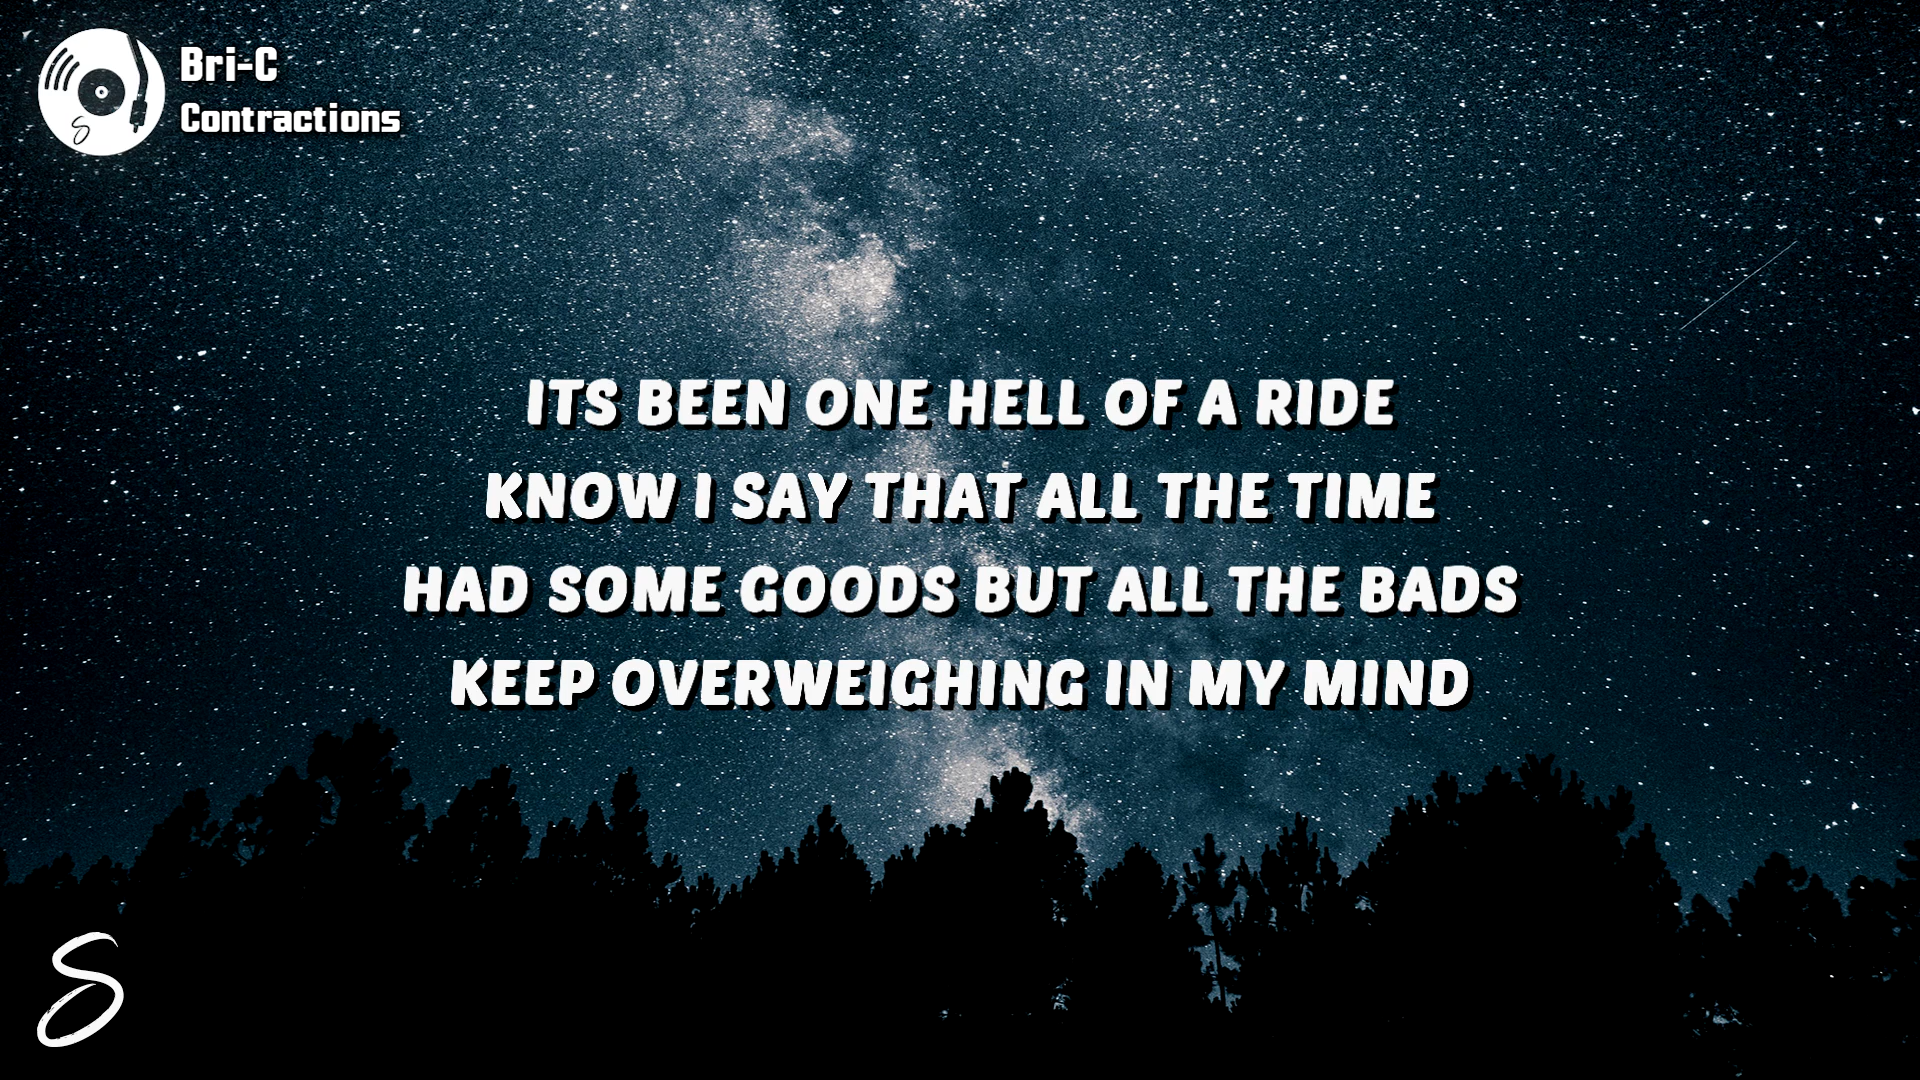 Bri-C
Contractions
ITS BEEN ONE HELL OF A RIDE
KNOW I SAY THAT ALL THE TIME
HAD SOME GOODS BUT ALL THE BADS
KEEP OVERWEIGHING IN MY MIND
S